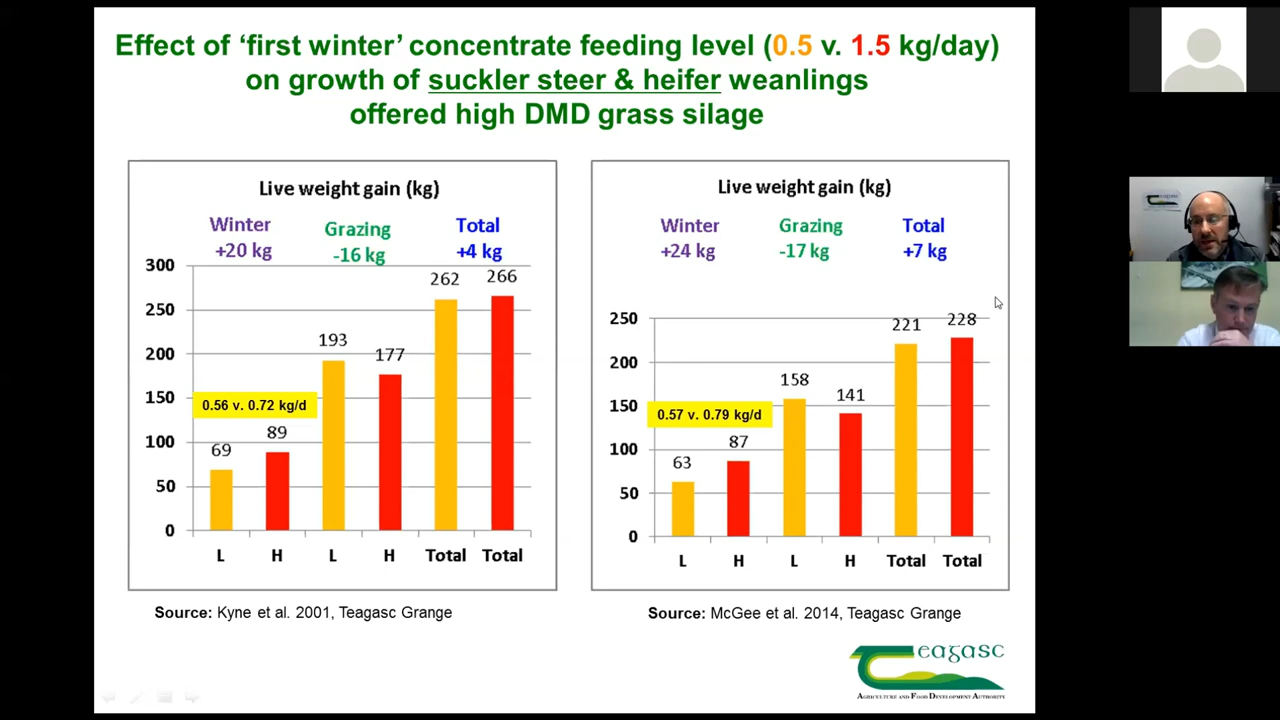 Effect of ‘first winter’ concentrate feeding level (0.5 v. 1.5 kg/day)
on growth of suckler steer & heifer weanlings
offered high DMD grass silage
Live weight gain (kg)
Winter Grazing Total
+20 kg -16 kg +4 kg
300
250
200
150
100
50
0
69
89
193
177
262
266
0.56 v. 0.72 kg/d
L H L H Total Total
Source: Kyne et al. 2001, Teagasc Grange
Live weight gain (kg)
Winter Grazing Total
+24 kg -17 kg +7 kg
250
200
150
100
50
0
63
87
158
141
221
228
0.57 v. 0.79 kg/d
L H L H Total Total
Source: McGee et al. 2014, Teagasc Grange
Teagasc
Agriculture and Food Development Authority